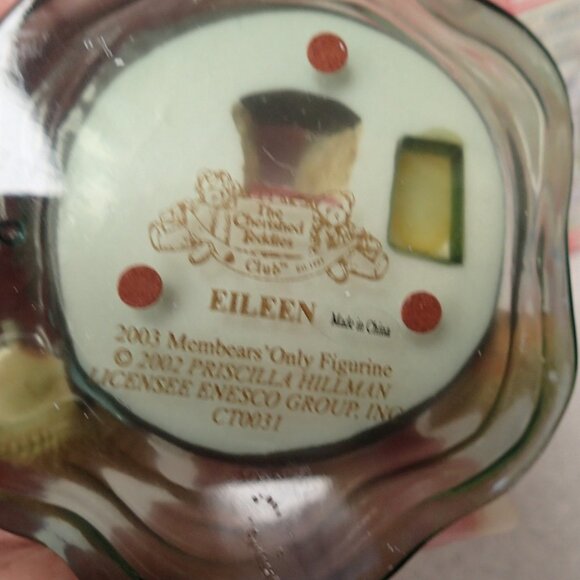 The
Cherished
Teddies
Club™
EILEEN
Made in China
2003 Membears' Only Figurine
© 2002 PRISCILLA HILLMAN
LICENSEE ENESCO GROUP, INC
CT0031